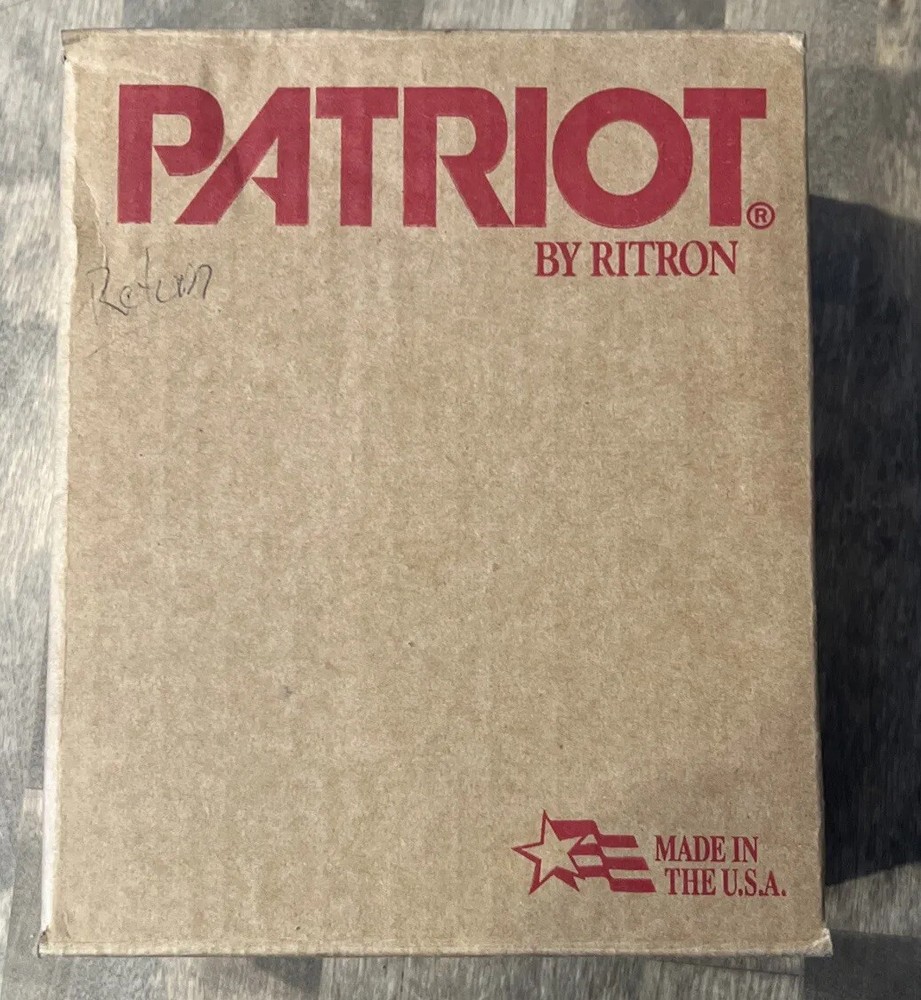 PATRIOT®
BY RITRON
Return
MADE IN
THE U.S.A.